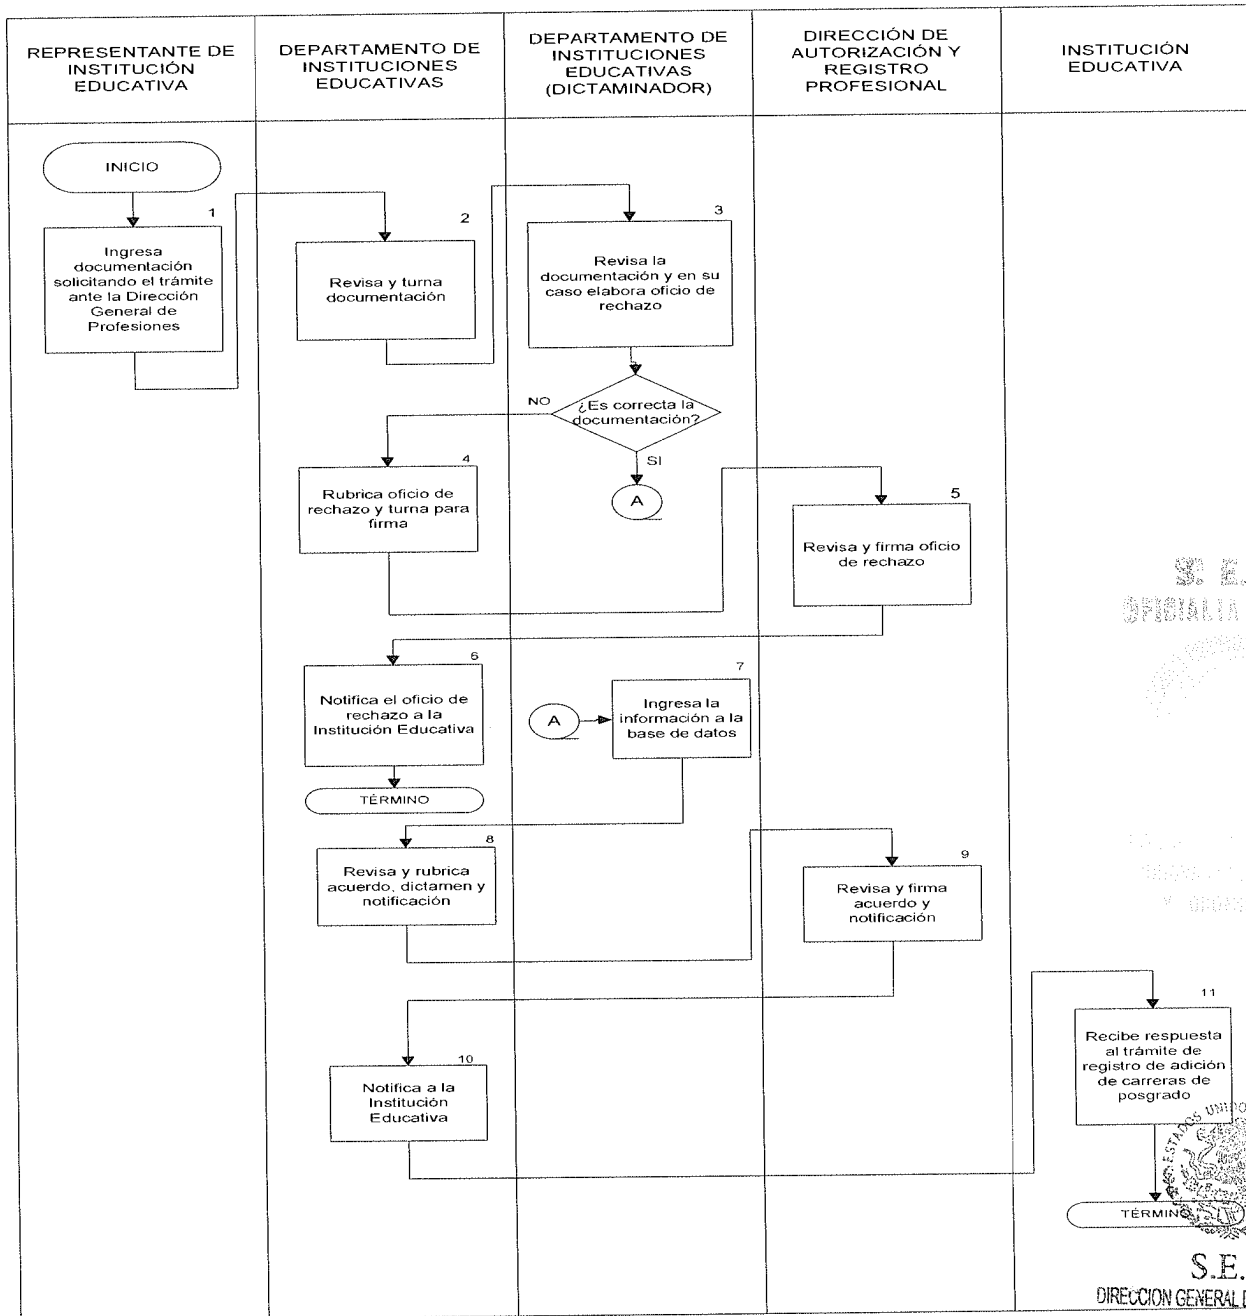 REPRESENTANTE DE
INSTITUCIÓN
EDUCATIVA
DEPARTAMENTO DE
INSTITUCIONES
EDUCATIVAS
DEPARTAMENTO DE
INSTITUCIONES
EDUCATIVAS
(DICTAMINADOR)
DIRECCIÓN DE
AUTORIZACIÓN Y
REGISTRO
PROFESIONAL
INSTITUCIÓN
EDUCATIVA
INICIO
1
Ingresa
documentación
solicitando el trámite
ante la Dirección
General de
Profesiones
2
Revisa y turna
documentación
3
Revisa la
documentación y en su
caso elabora oficio de
rechazo
¿Es correcta la
documentación?
NO
SI
A
4
Rubrica oficio de
rechazo y turna para
firma
5
Revisa y firma oficio
de rechazo
S. E.
OFICIALIA
6
Notifica el oficio de
rechazo a la
Institución Educativa
TÉRMINO
A
7
Ingresa la
información a la
base de datos
8
Revisa y rubrica
acuerdo, dictamen y
notificación
9
Revisa y firma
acuerdo y
notificación
10
Notifica a la
Institución
Educativa
11
Recibe respuesta
al trámite de
registro de adición
de carreras de
posgrado
ESTADOS UNIDO
TÉRMINO
S.E.
DIRECCION GENERAL